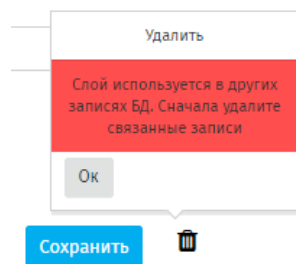 Удалить
Слой используется в других
записях БД. Сначала удалите
связанные записи
Ок
Сохранить